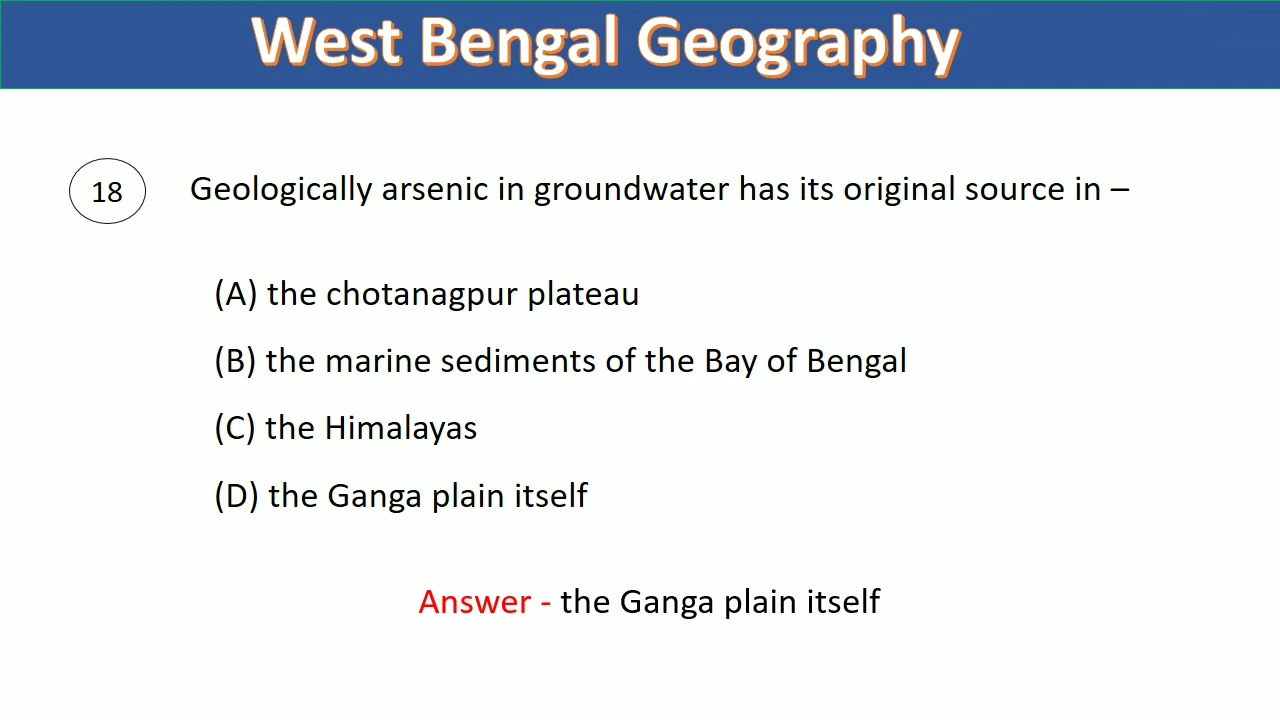 West Bengal Geography
18 Geologically arsenic in groundwater has its original source in –
(A) the chotanagpur plateau
(B) the marine sediments of the Bay of Bengal
(C) the Himalayas
(D) the Ganga plain itself
Answer - the Ganga plain itself